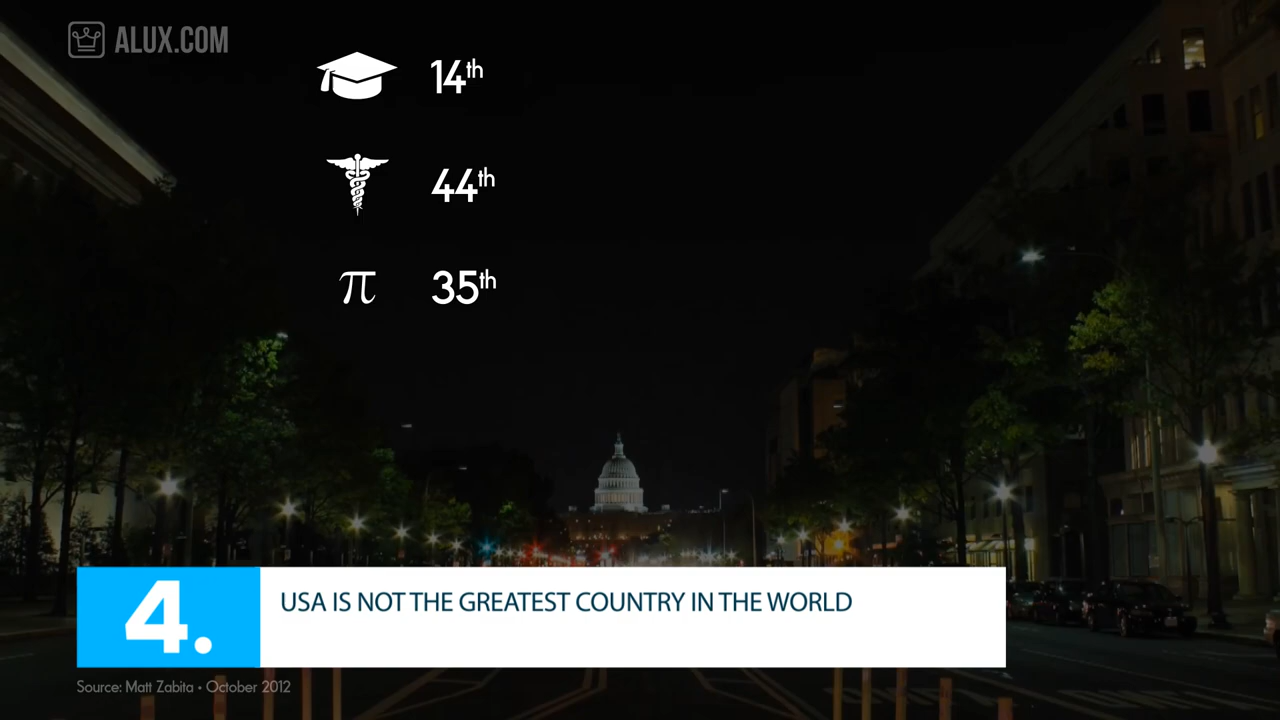 ALUX.COM
14th
44th
π 35th
4. USA IS NOT THE GREATEST COUNTRY IN THE WORLD
Source: Matt Zabita • October 2012